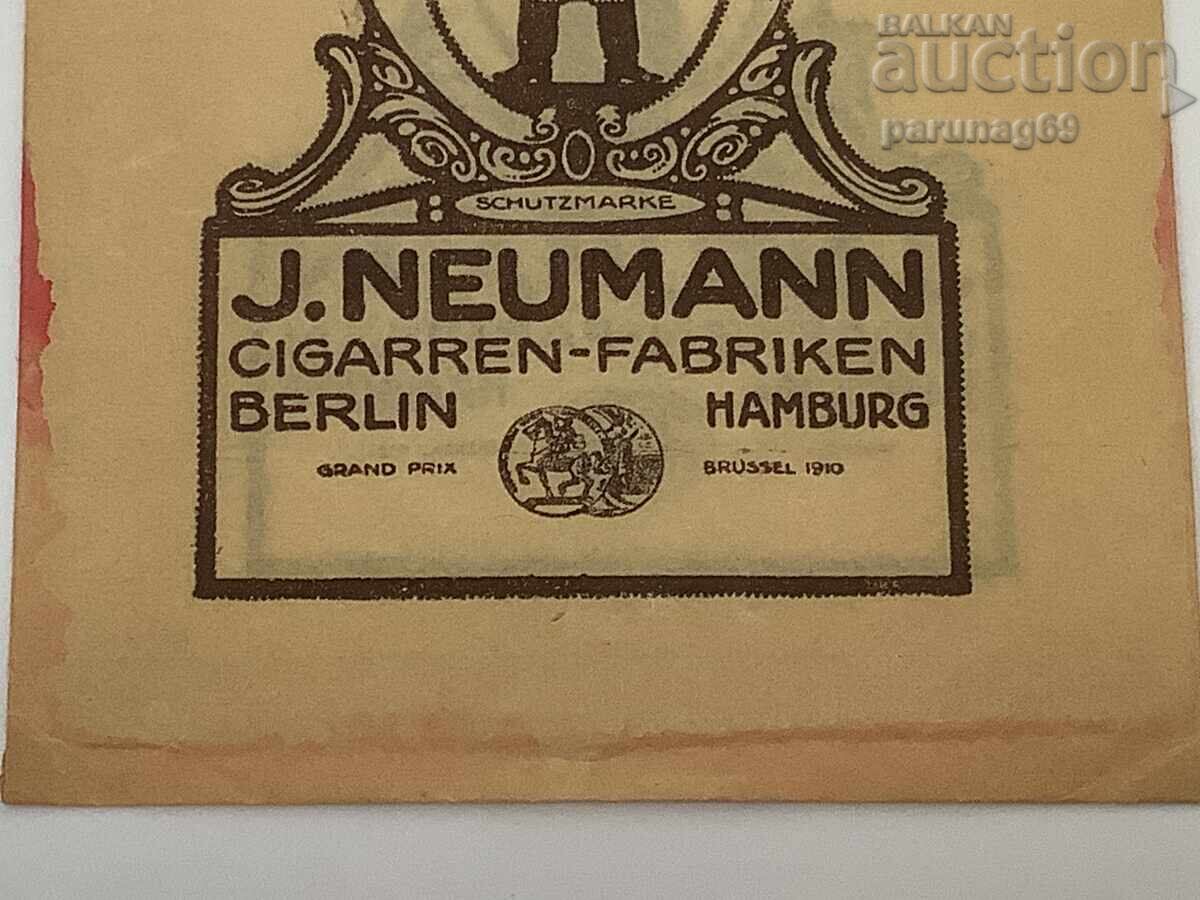 BALKAN
auction
parunag69
SCHUTZMARKE
J. NEUMANN
CIGARREN-FABRIKEN
BERLIN HAMBURG
GRAND PRIX BRÜSSEL 1910